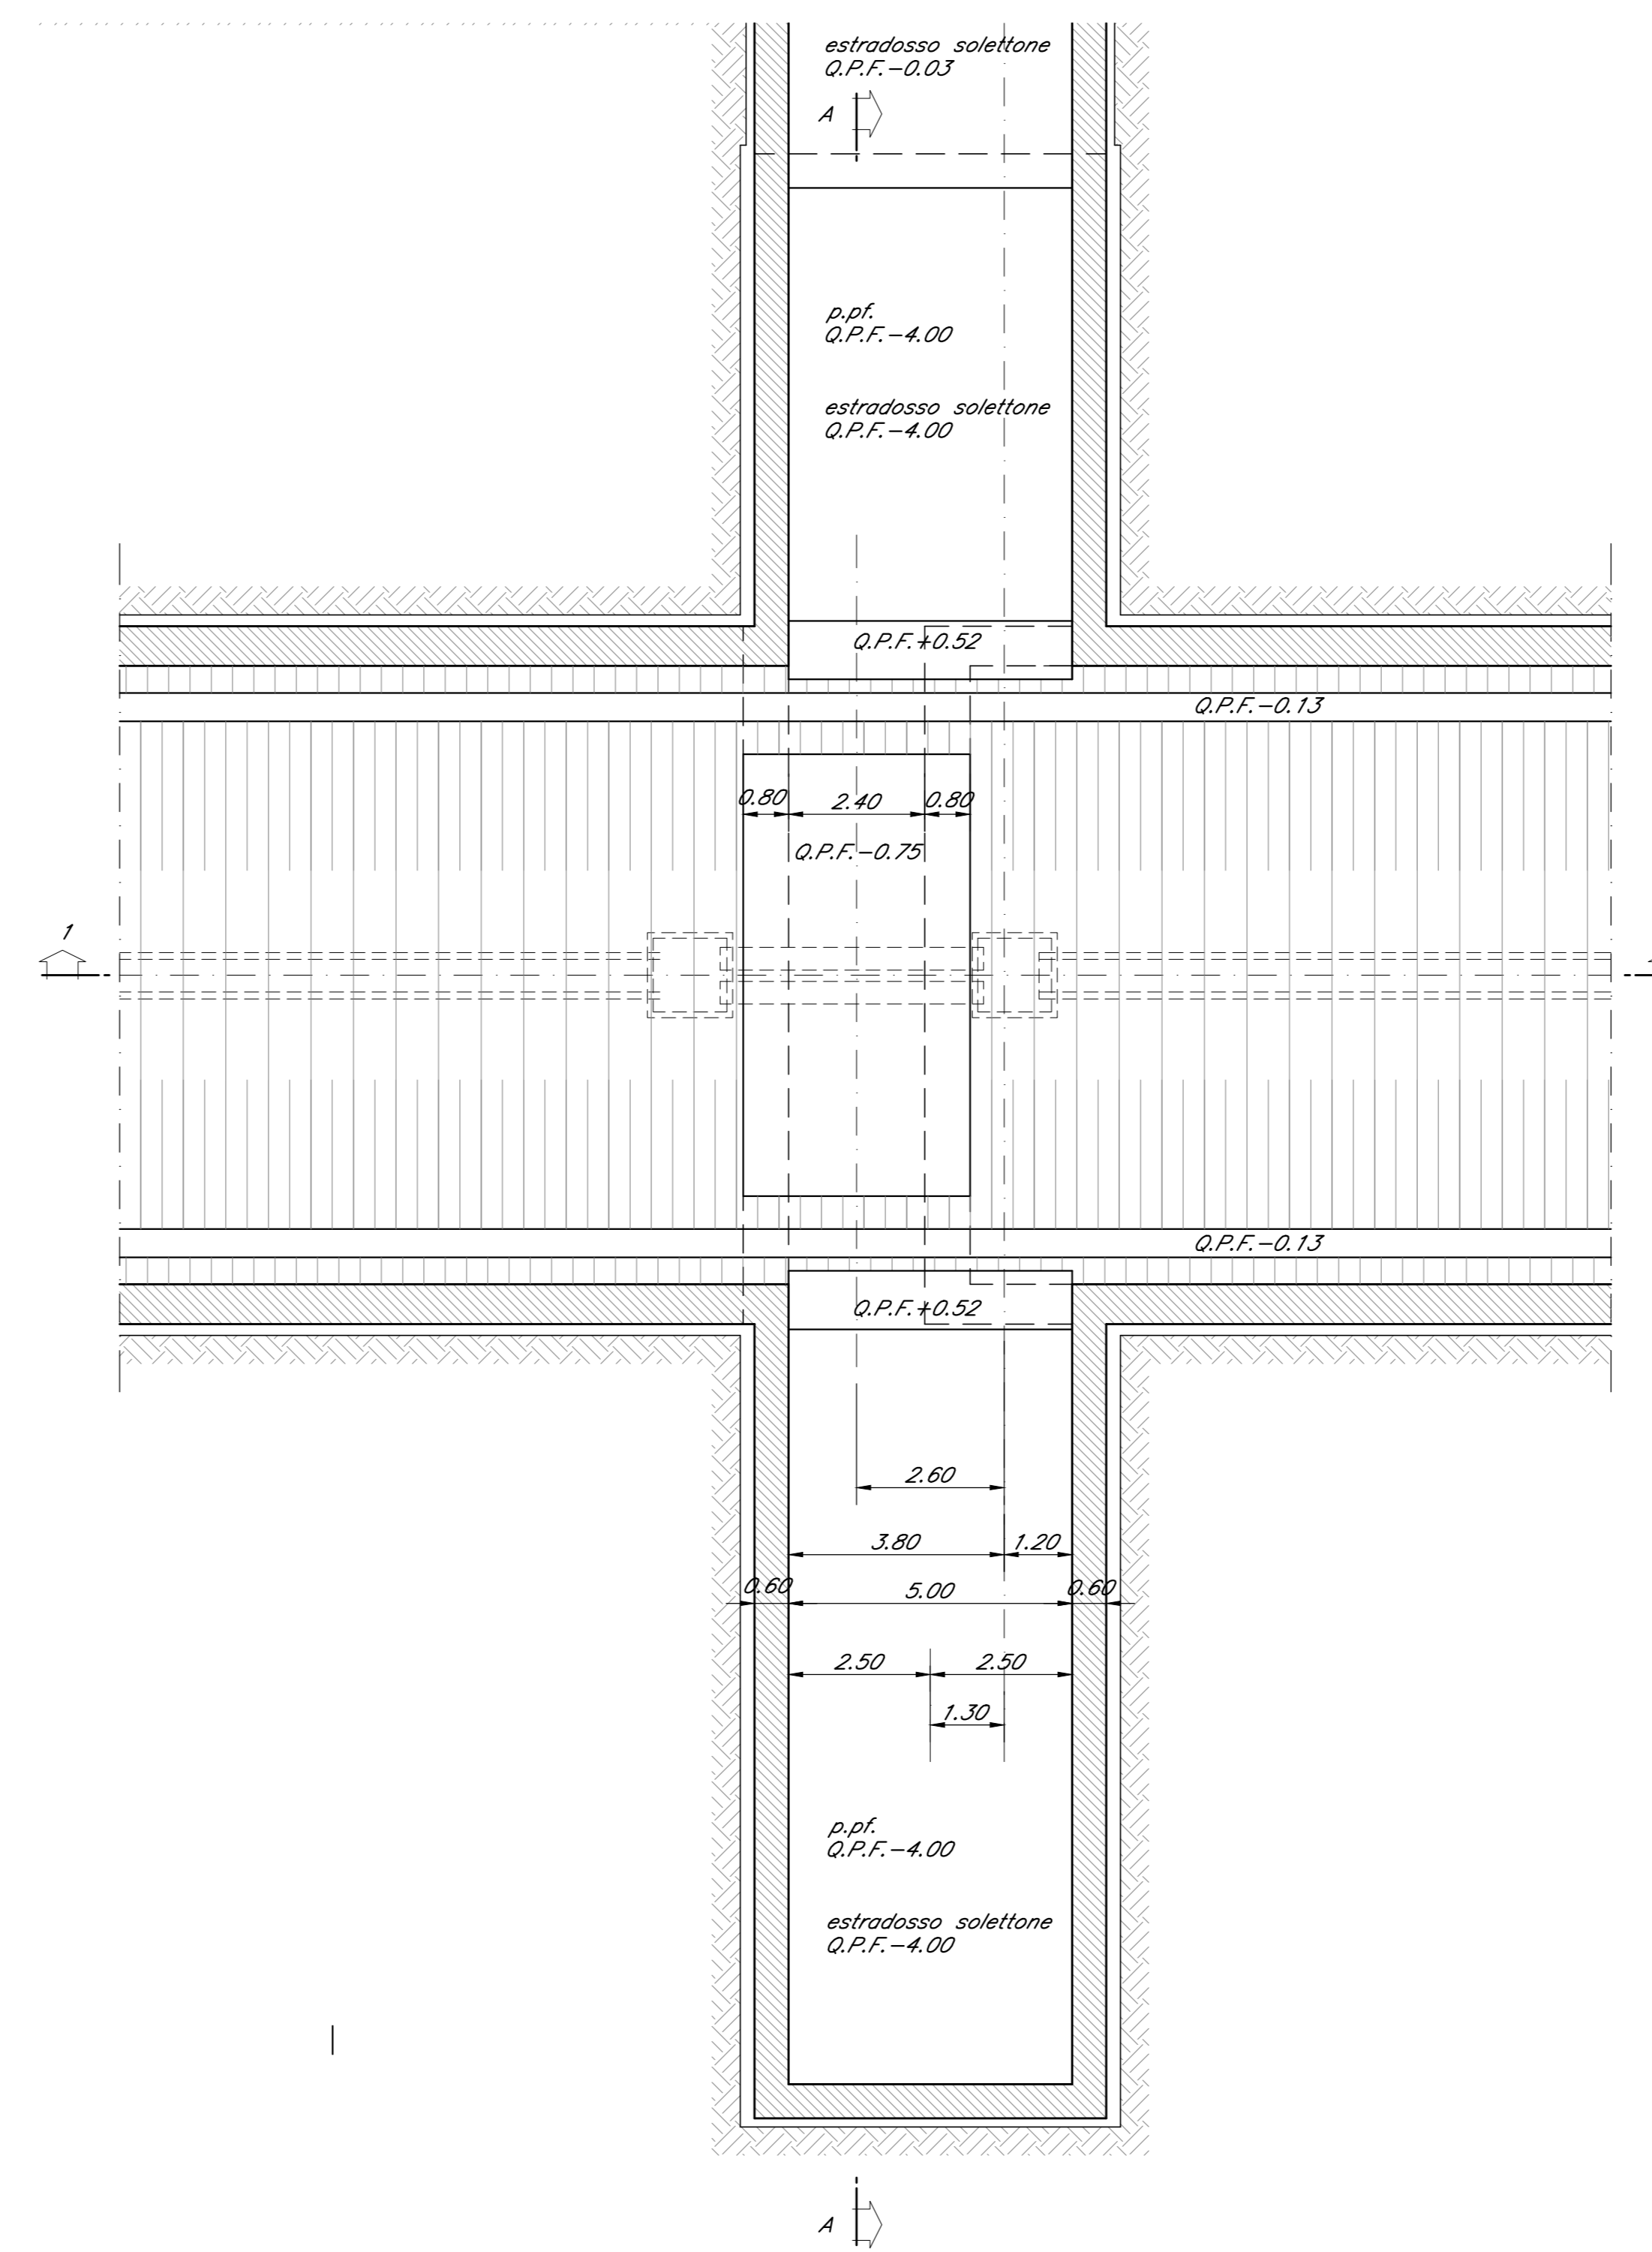 estradosso solettone
Q.P.F.-0.03
A
p.pf.
Q.P.F.-4.00
estradosso solettone
Q.P.F.-4.00
Q.P.F.+0.52
Q.P.F.-0.13
0.80 2.40 0.80
Q.P.F.-0.75
1
Q.P.F.-0.13
Q.P.F.+0.52
2.60
3.80 1.20
0.60 5.00 0.60
2.50 2.50
1.30
p.pf.
Q.P.F.-4.00
estradosso solettone
Q.P.F.-4.00
A